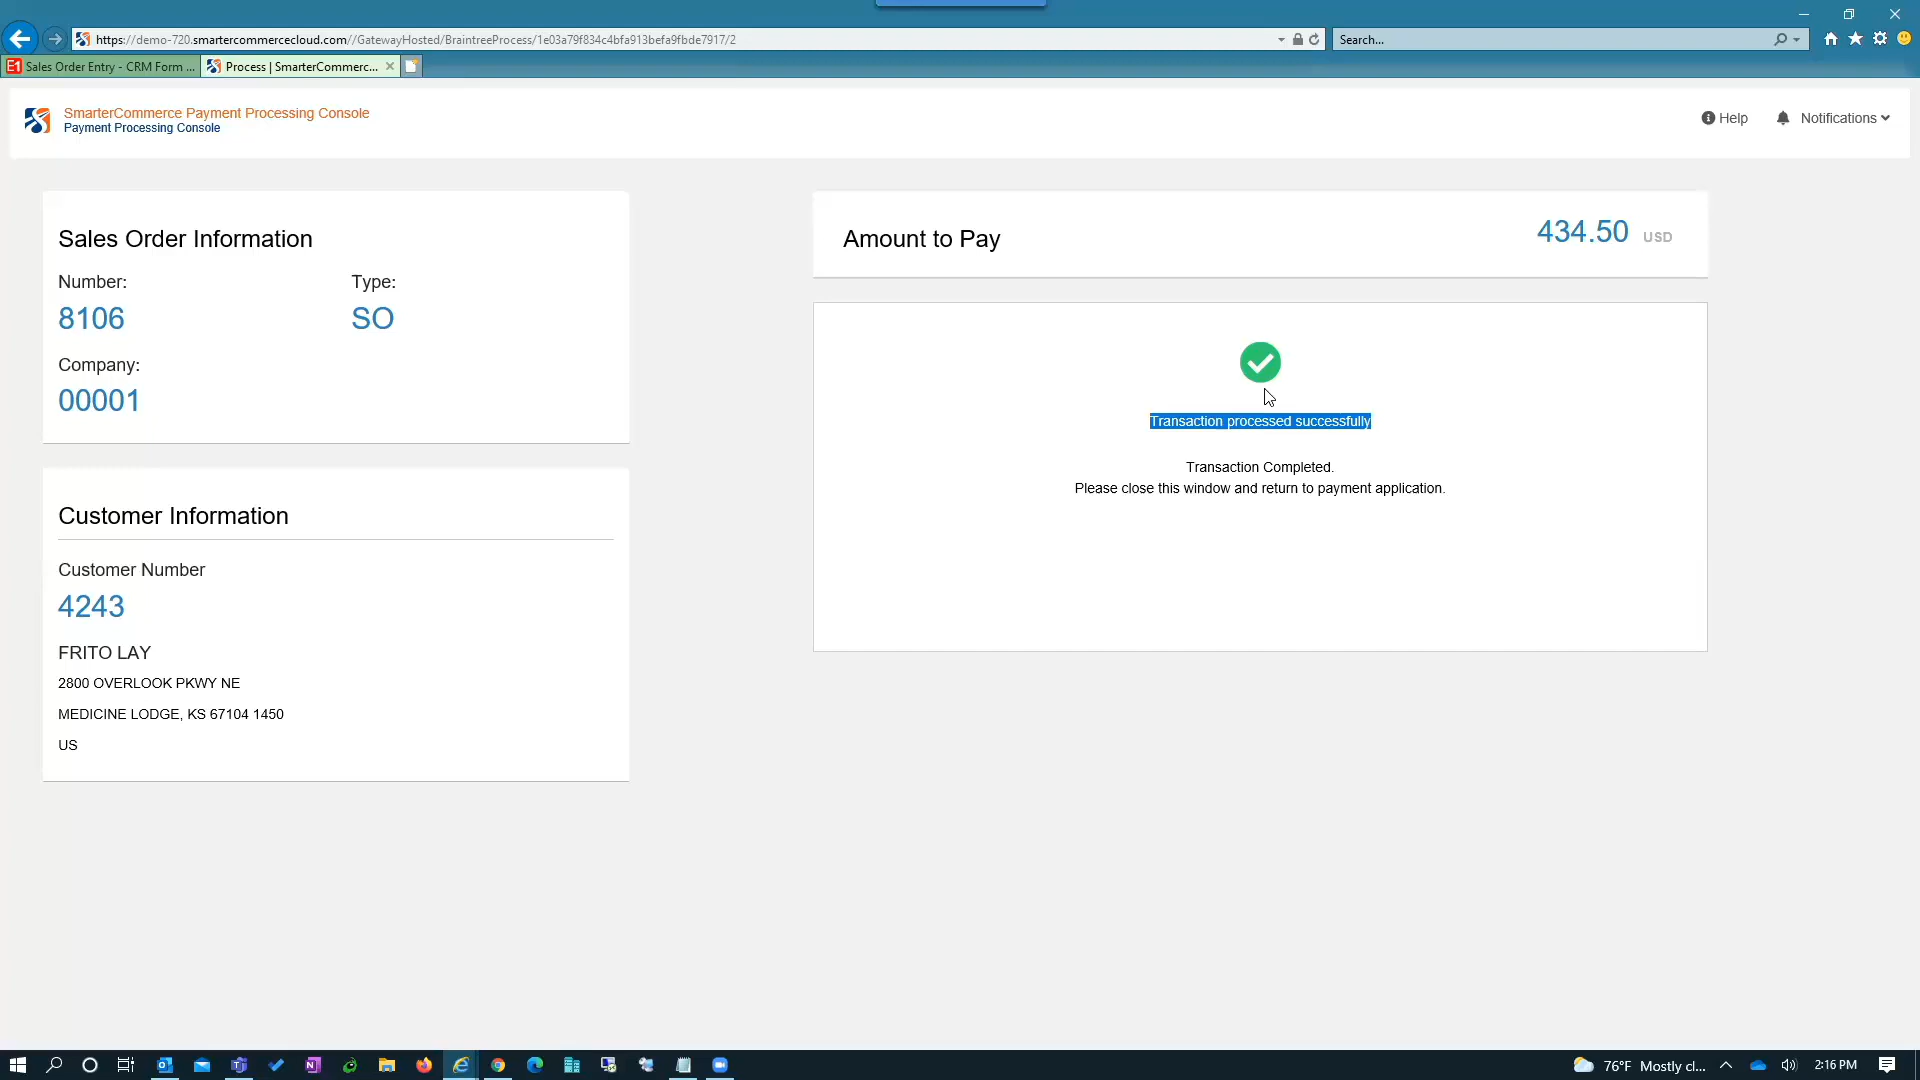 https://demo-720.smartercommercecloud.com//GatewayHosted/BraintreeProcess/1e03a79f834c4bfa913befa9fbde7917/2
Search...
E1 Sales Order Entry - CRM Form ...
Process | SmarterCommerc...
SmarterCommerce Payment Processing Console
Payment Processing Console
Help
Notifications
Sales Order Information
Number:
Type:
8106
SO
Company:
00001
Amount to Pay
434.50 USD
Transaction processed successfully
Transaction Completed.
Please close this window and return to payment application.
Customer Information
Customer Number
4243
FRITO LAY
2800 OVERLOOK PKWY NE
MEDICINE LODGE, KS 67104 1450
US
76°F Mostly cl...
2:16 PM